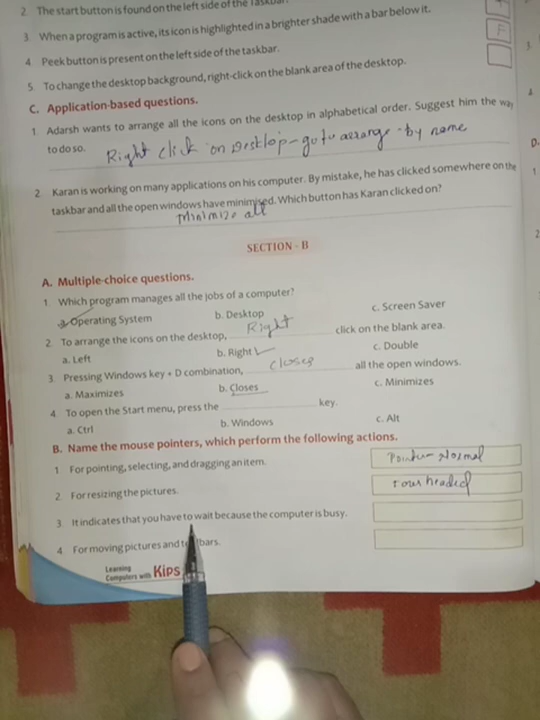 2. The start button is found on the left side of the Taskbar.
3. When a program is active, its icon is highlighted in a brighter shade with a bar below it.
F
4. Peek button is present on the left side of the taskbar.
5. To change the desktop background, right-click on the blank area of the desktop.
C. Application-based questions.
1. Adarsh wants to arrange all the icons on the desktop in alphabetical order. Suggest him the way
to do so.
Right click on Desktop - go to arrange - by name
2. Karan is working on many applications on his computer. By mistake, he has clicked somewhere on the
taskbar and all the open windows have minimised. Which button has Karan clicked on?
Minimize all
SECTION - B
A. Multiple-choice questions.
1. Which program manages all the jobs of a computer?
a. Operating System b. Desktop c. Screen Saver
2. To arrange the icons on the desktop, Right click on the blank area.
a. Left b. Right c. Double
3. Pressing Windows key + D combination, closes all the open windows.
a. Maximizes b. Closes c. Minimizes
4. To open the Start menu, press the key.
a. Ctrl b. Windows c. Alt
B. Name the mouse pointers, which perform the following actions.
1. For pointing, selecting, and dragging an item. Pointer - Normal
2. For resizing the pictures. headed
3. It indicates that you have to wait because the computer is busy.
4. For moving pictures and
Learning
Computers with Kips
3.
4.
D.
1
2